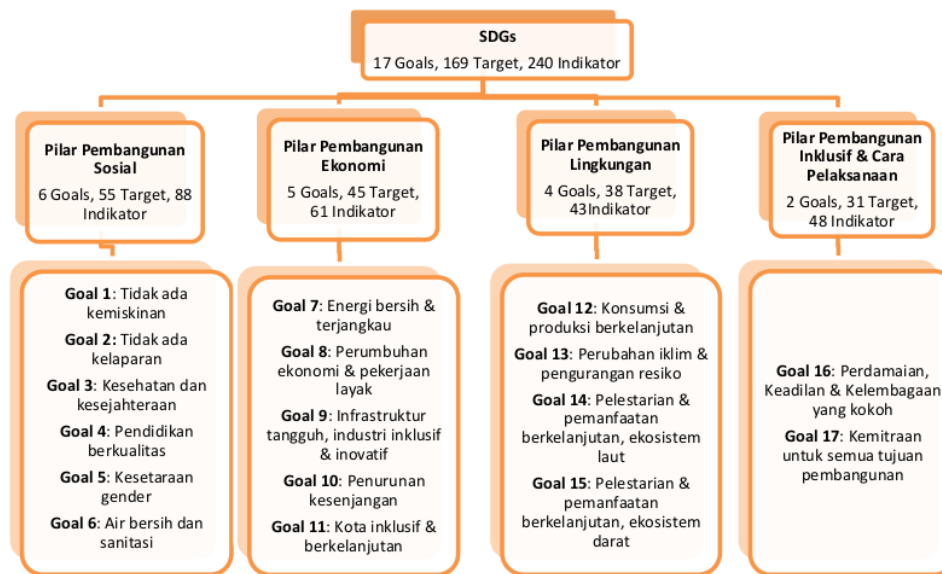 SDGs
17 Goals, 169 Target, 240 Indikator
Pilar Pembangunan
Sosial
6 Goals, 55 Target, 88
Indikator
Pilar Pembangunan
Ekonomi
5 Goals, 45 Target,
61 Indikator
Pilar Pembangunan
Lingkungan
4 Goals, 38 Target,
43Indikator
Pilar Pembangunan
Inklusif & Cara
Pelaksanaan
2 Goals, 31 Target,
48 Indikator
Goal 1: Tidak ada
kemiskinan
Goal 2: Tidak ada
kelaparan
Goal 3: Kesehatan dan
kesejahteraan
Goal 4: Pendidikan
berkualitas
Goal 5: Kesetaraan
gender
Goal 6: Air bersih dan
sanitasi
Goal 7: Energi bersih &
terjangkau
Goal 8: Perumbuhan
ekonomi & pekerjaan
layak
Goal 9: Infrastruktur
tangguh, industri inklusif
& inovatif
Goal 10: Penurunan
kesenjangan
Goal 11: Kota inklusif &
berkelanjutan
Goal 12: Konsumsi &
produksi berkelanjutan
Goal 13: Perubahan iklim &
pengurangan resiko
Goal 14: Pelestarian &
pemanfaatan
berkelanjutan, ekosistem
laut
Goal 15: Pelestarian &
pemanfaatan
berkelanjutan, ekosistem
darat
Goal 16: Perdamaian,
Keadilan & Kelembagaan
yang kokoh
Goal 17: Kemitraan
untuk semua tujuan
pembangunan